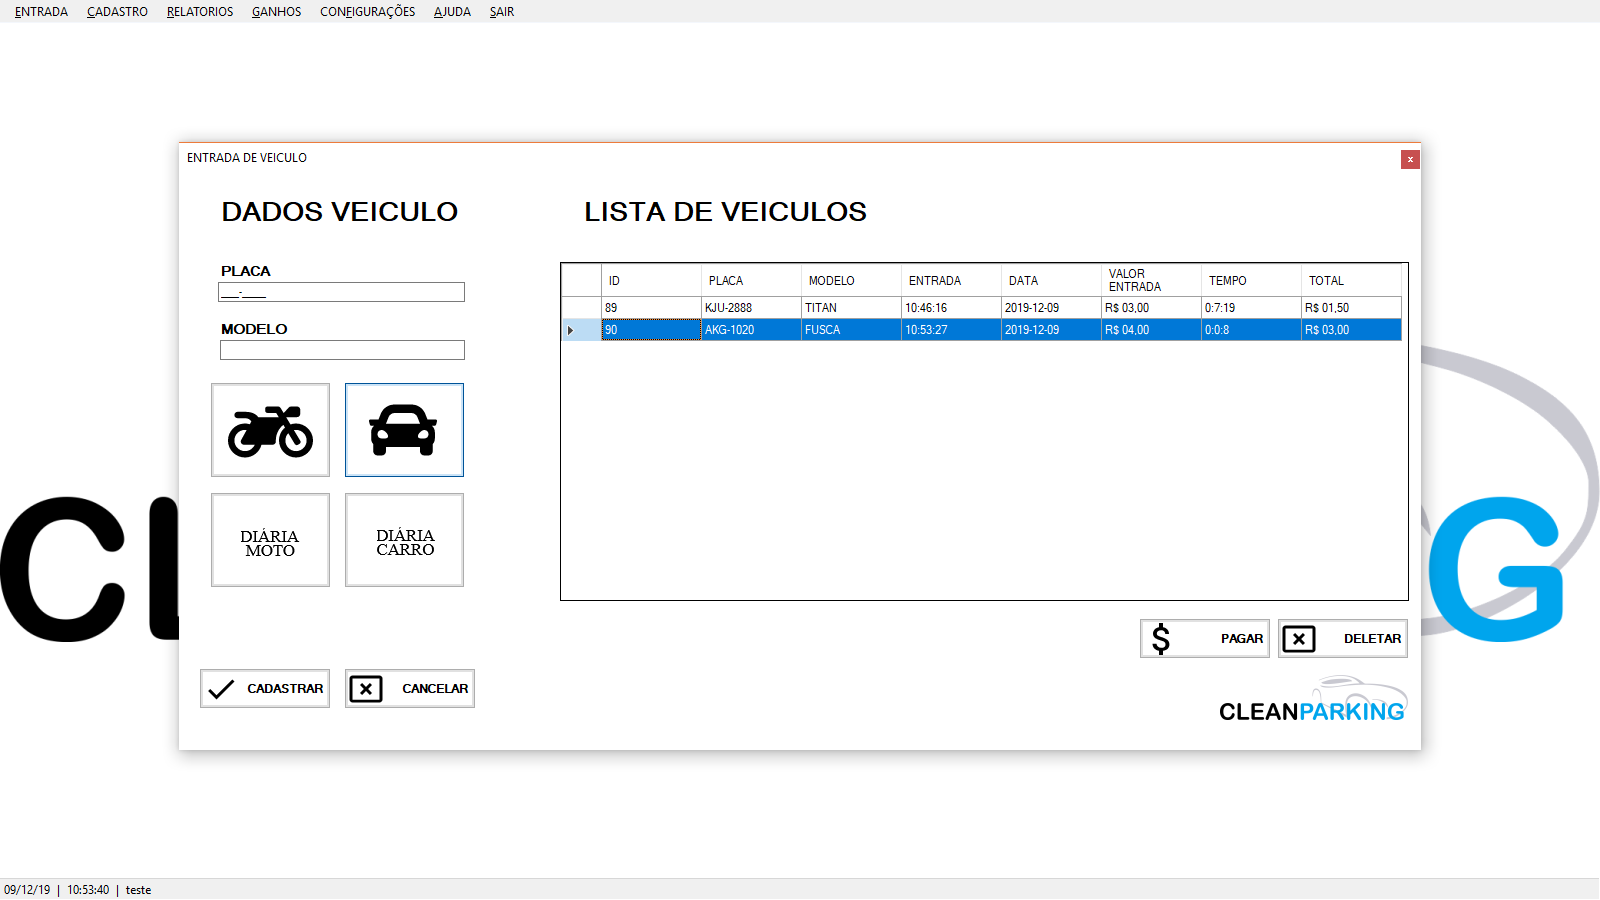 ENTRADA CADASTRO RELATORIOS GANHOS CONFIGURAÇÕES AJUDA SAIR
ENTRADA DE VEICULO
x
DADOS VEICULO
PLACA
___-____
MODELO
DIÁRIA
MOTO
DIÁRIA
CARRO
CADASTRAR
CANCELAR
LISTA DE VEICULOS
ID PLACA MODELO ENTRADA DATA VALOR ENTRADA TEMPO TOTAL
89 KJU-2888 TITAN 10:46:16 2019-12-09 R$ 03,00 0:7:19 R$ 01,50
90 AKG-1020 FUSCA 10:53:27 2019-12-09 R$ 04,00 0:0:8 R$ 03,00
$ PAGAR
DELETAR
CLEANPARKING
CL
G
09/12/19 | 10:53:40 | teste